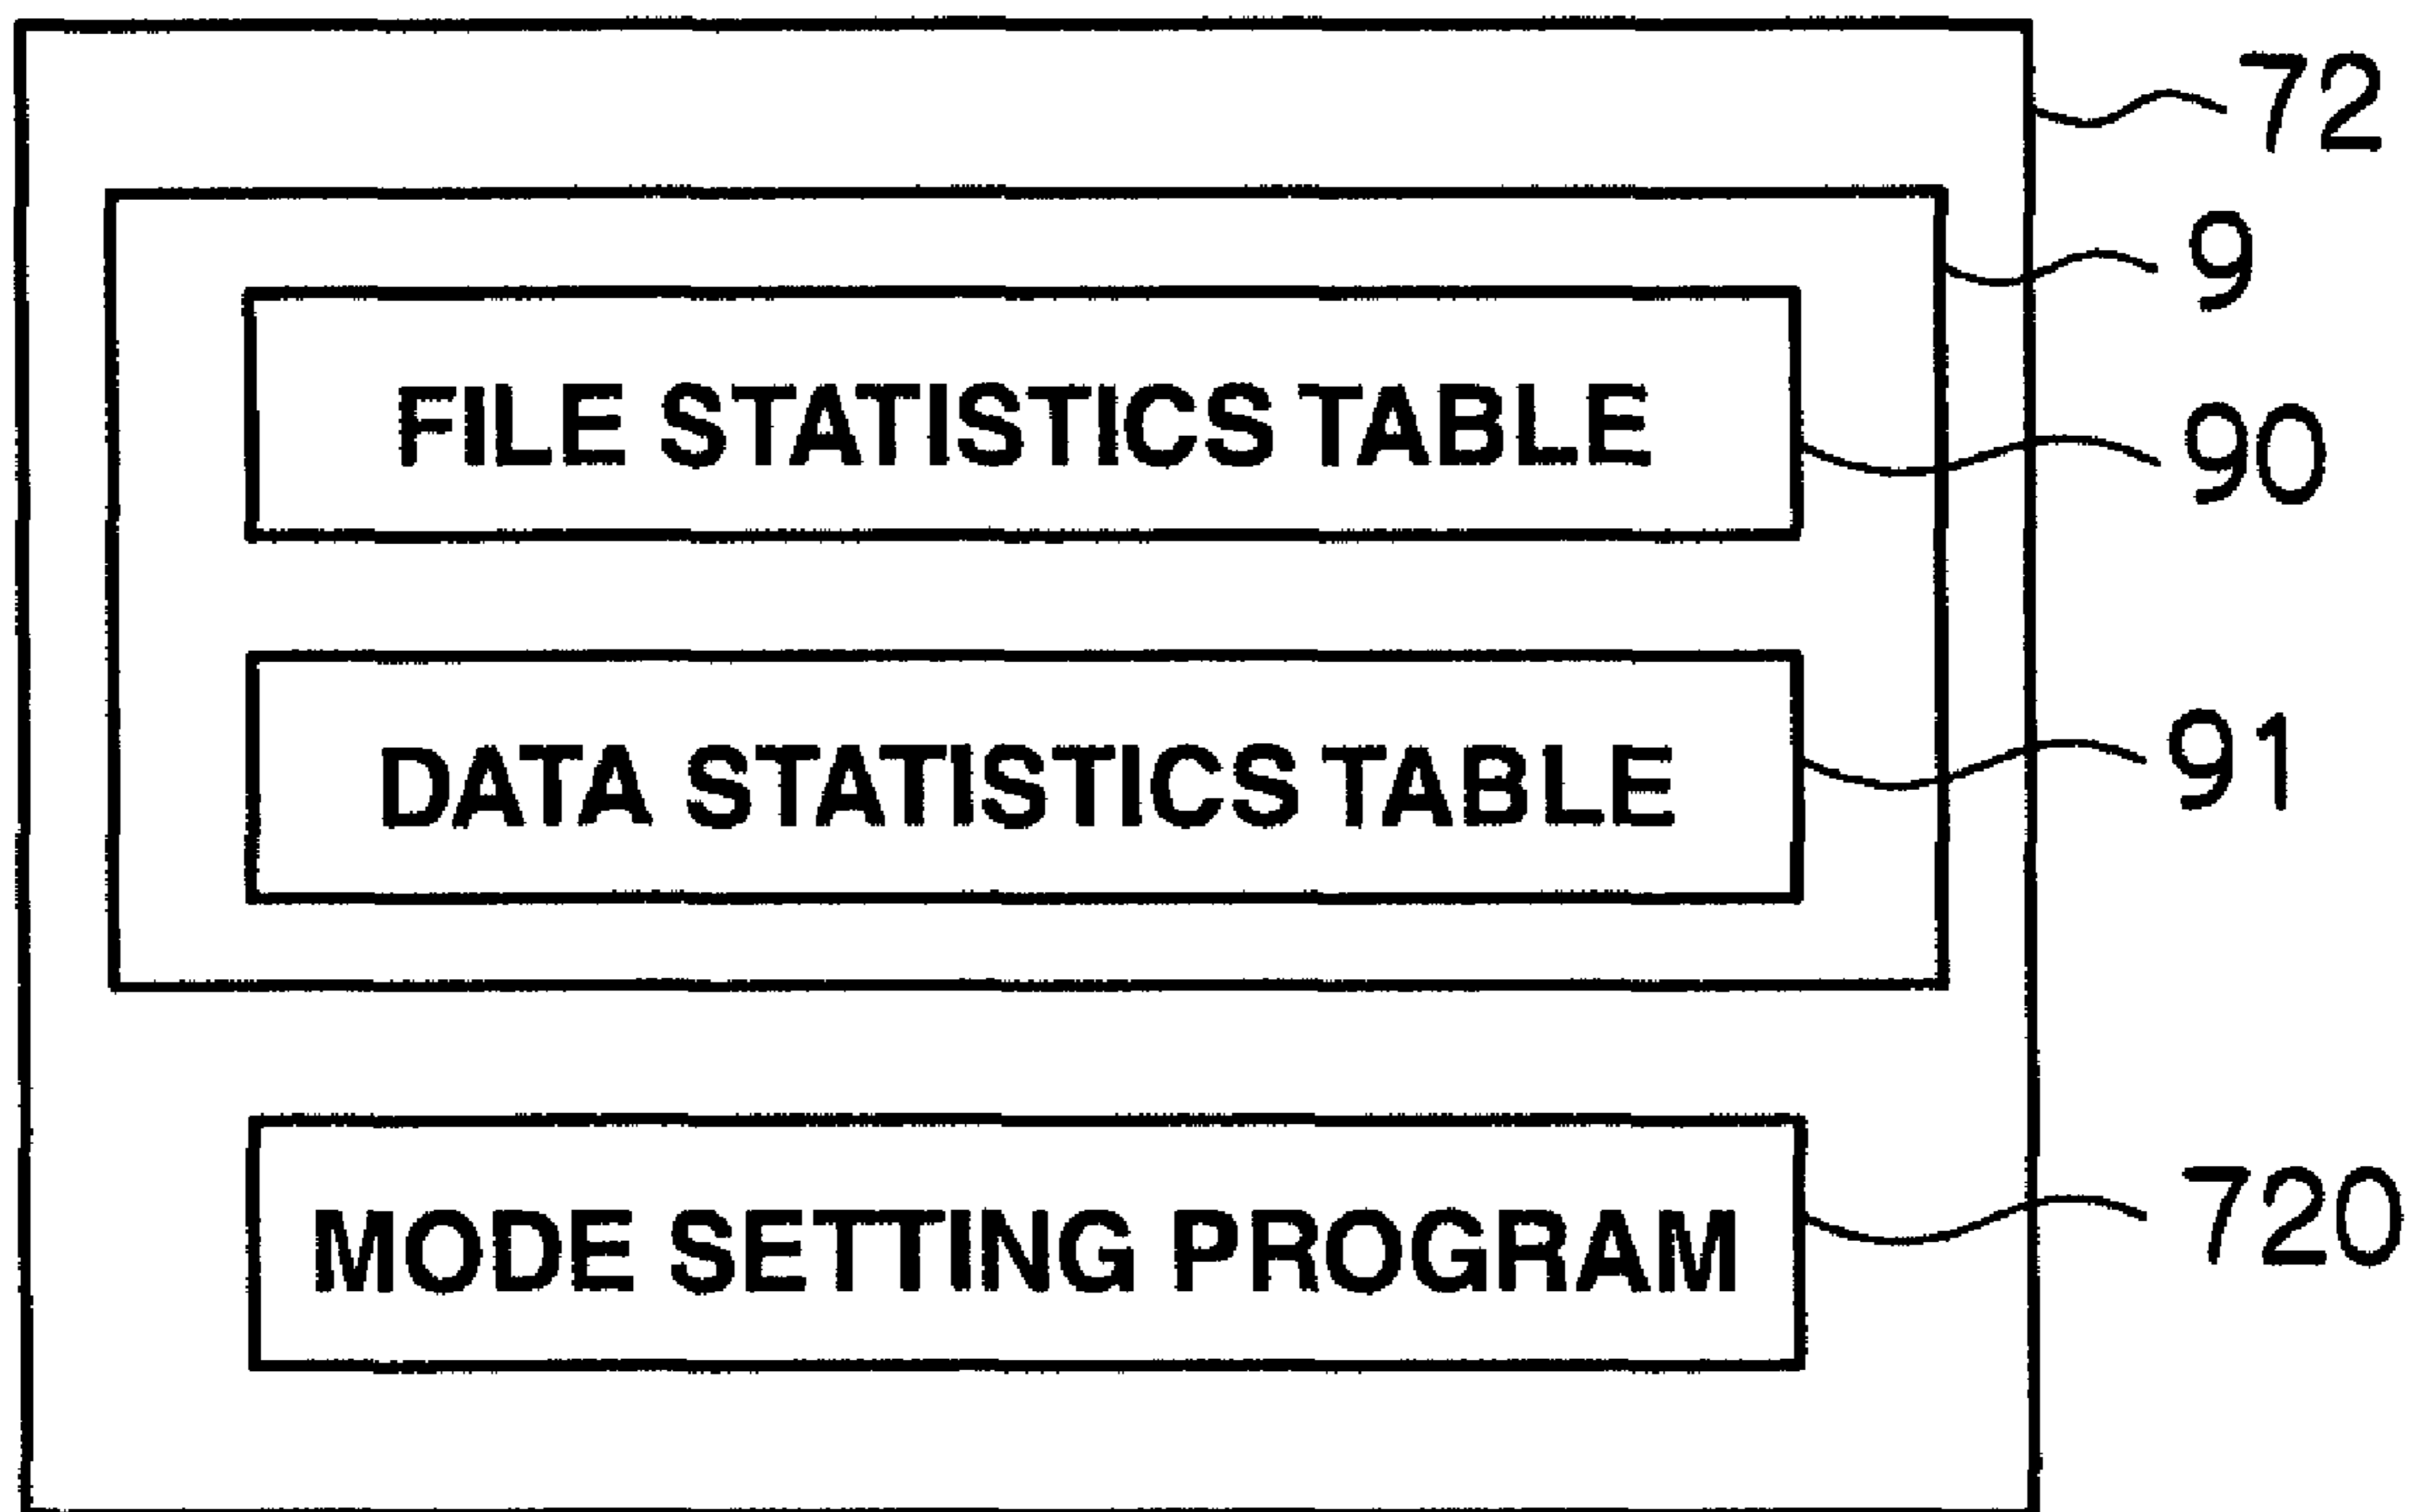 72
9
FILE STATISTICS TABLE
90
DATA STATISTICS TABLE
91
MODE SETTING PROGRAM
720